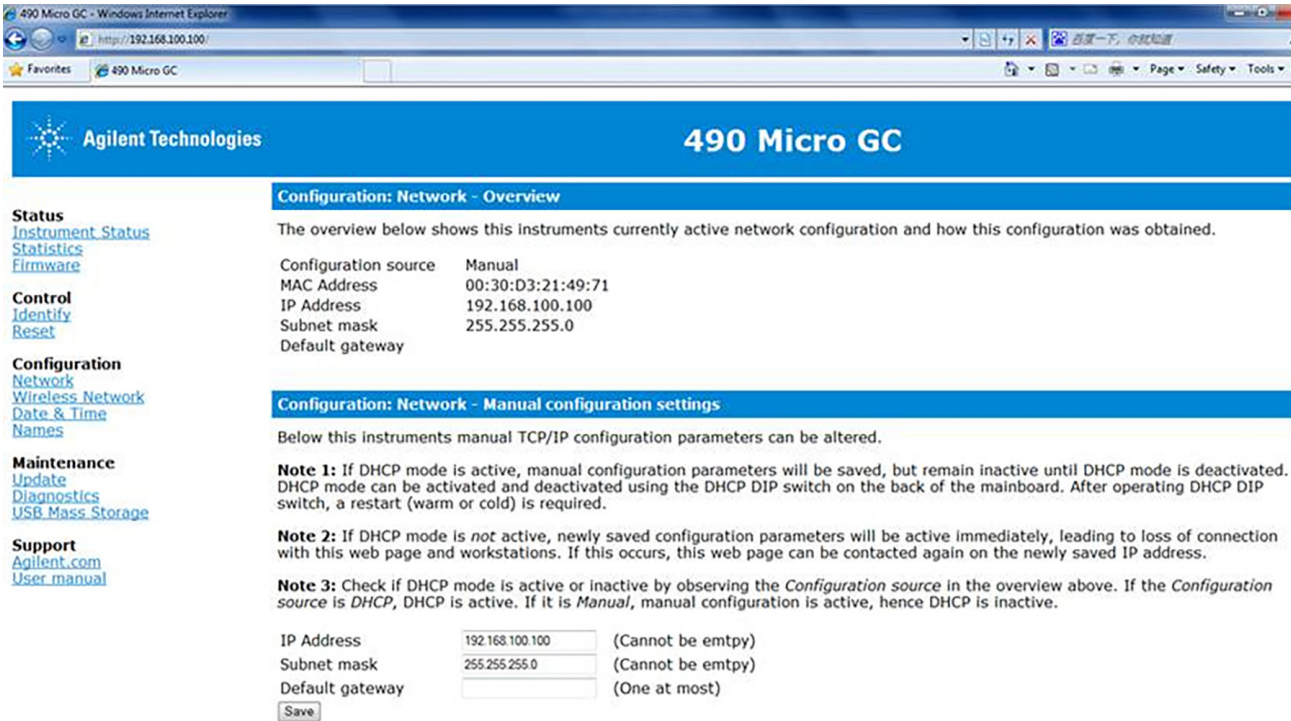 490 Micro GC - Windows Internet Explorer
http://192.168.100.100/
百度一下，你就知道
Favorites
490 Micro GC
Page
Safety
Tools
Agilent Technologies
490 Micro GC
Status
Instrument Status
Statistics
Firmware
Control
Identify
Reset
Configuration
Network
Wireless Network
Date & Time
Names
Maintenance
Update
Diagnostics
USB Mass Storage
Support
Agilent.com
User manual
Configuration: Network - Overview
The overview below shows this instruments currently active network configuration and how this configuration was obtained.
Configuration source Manual
MAC Address 00:30:D3:21:49:71
IP Address 192.168.100.100
Subnet mask 255.255.255.0
Default gateway
Configuration: Network - Manual configuration settings
Below this instruments manual TCP/IP configuration parameters can be altered.
Note 1: If DHCP mode is active, manual configuration parameters will be saved, but remain inactive until DHCP mode is deactivated.
DHCP mode can be activated and deactivated using the DHCP DIP switch on the back of the mainboard. After operating DHCP DIP
switch, a restart (warm or cold) is required.
Note 2: If DHCP mode is not active, newly saved configuration parameters will be active immediately, leading to loss of connection
with this web page and workstations. If this occurs, this web page can be contacted again on the newly saved IP address.
Note 3: Check if DHCP mode is active or inactive by observing the Configuration source in the overview above. If the Configuration
source is DHCP, DHCP is active. If it is Manual, manual configuration is active, hence DHCP is inactive.
IP Address 192.168.100.100 (Cannot be emtpy)
Subnet mask 255.255.255.0 (Cannot be emtpy)
Default gateway (One at most)
Save